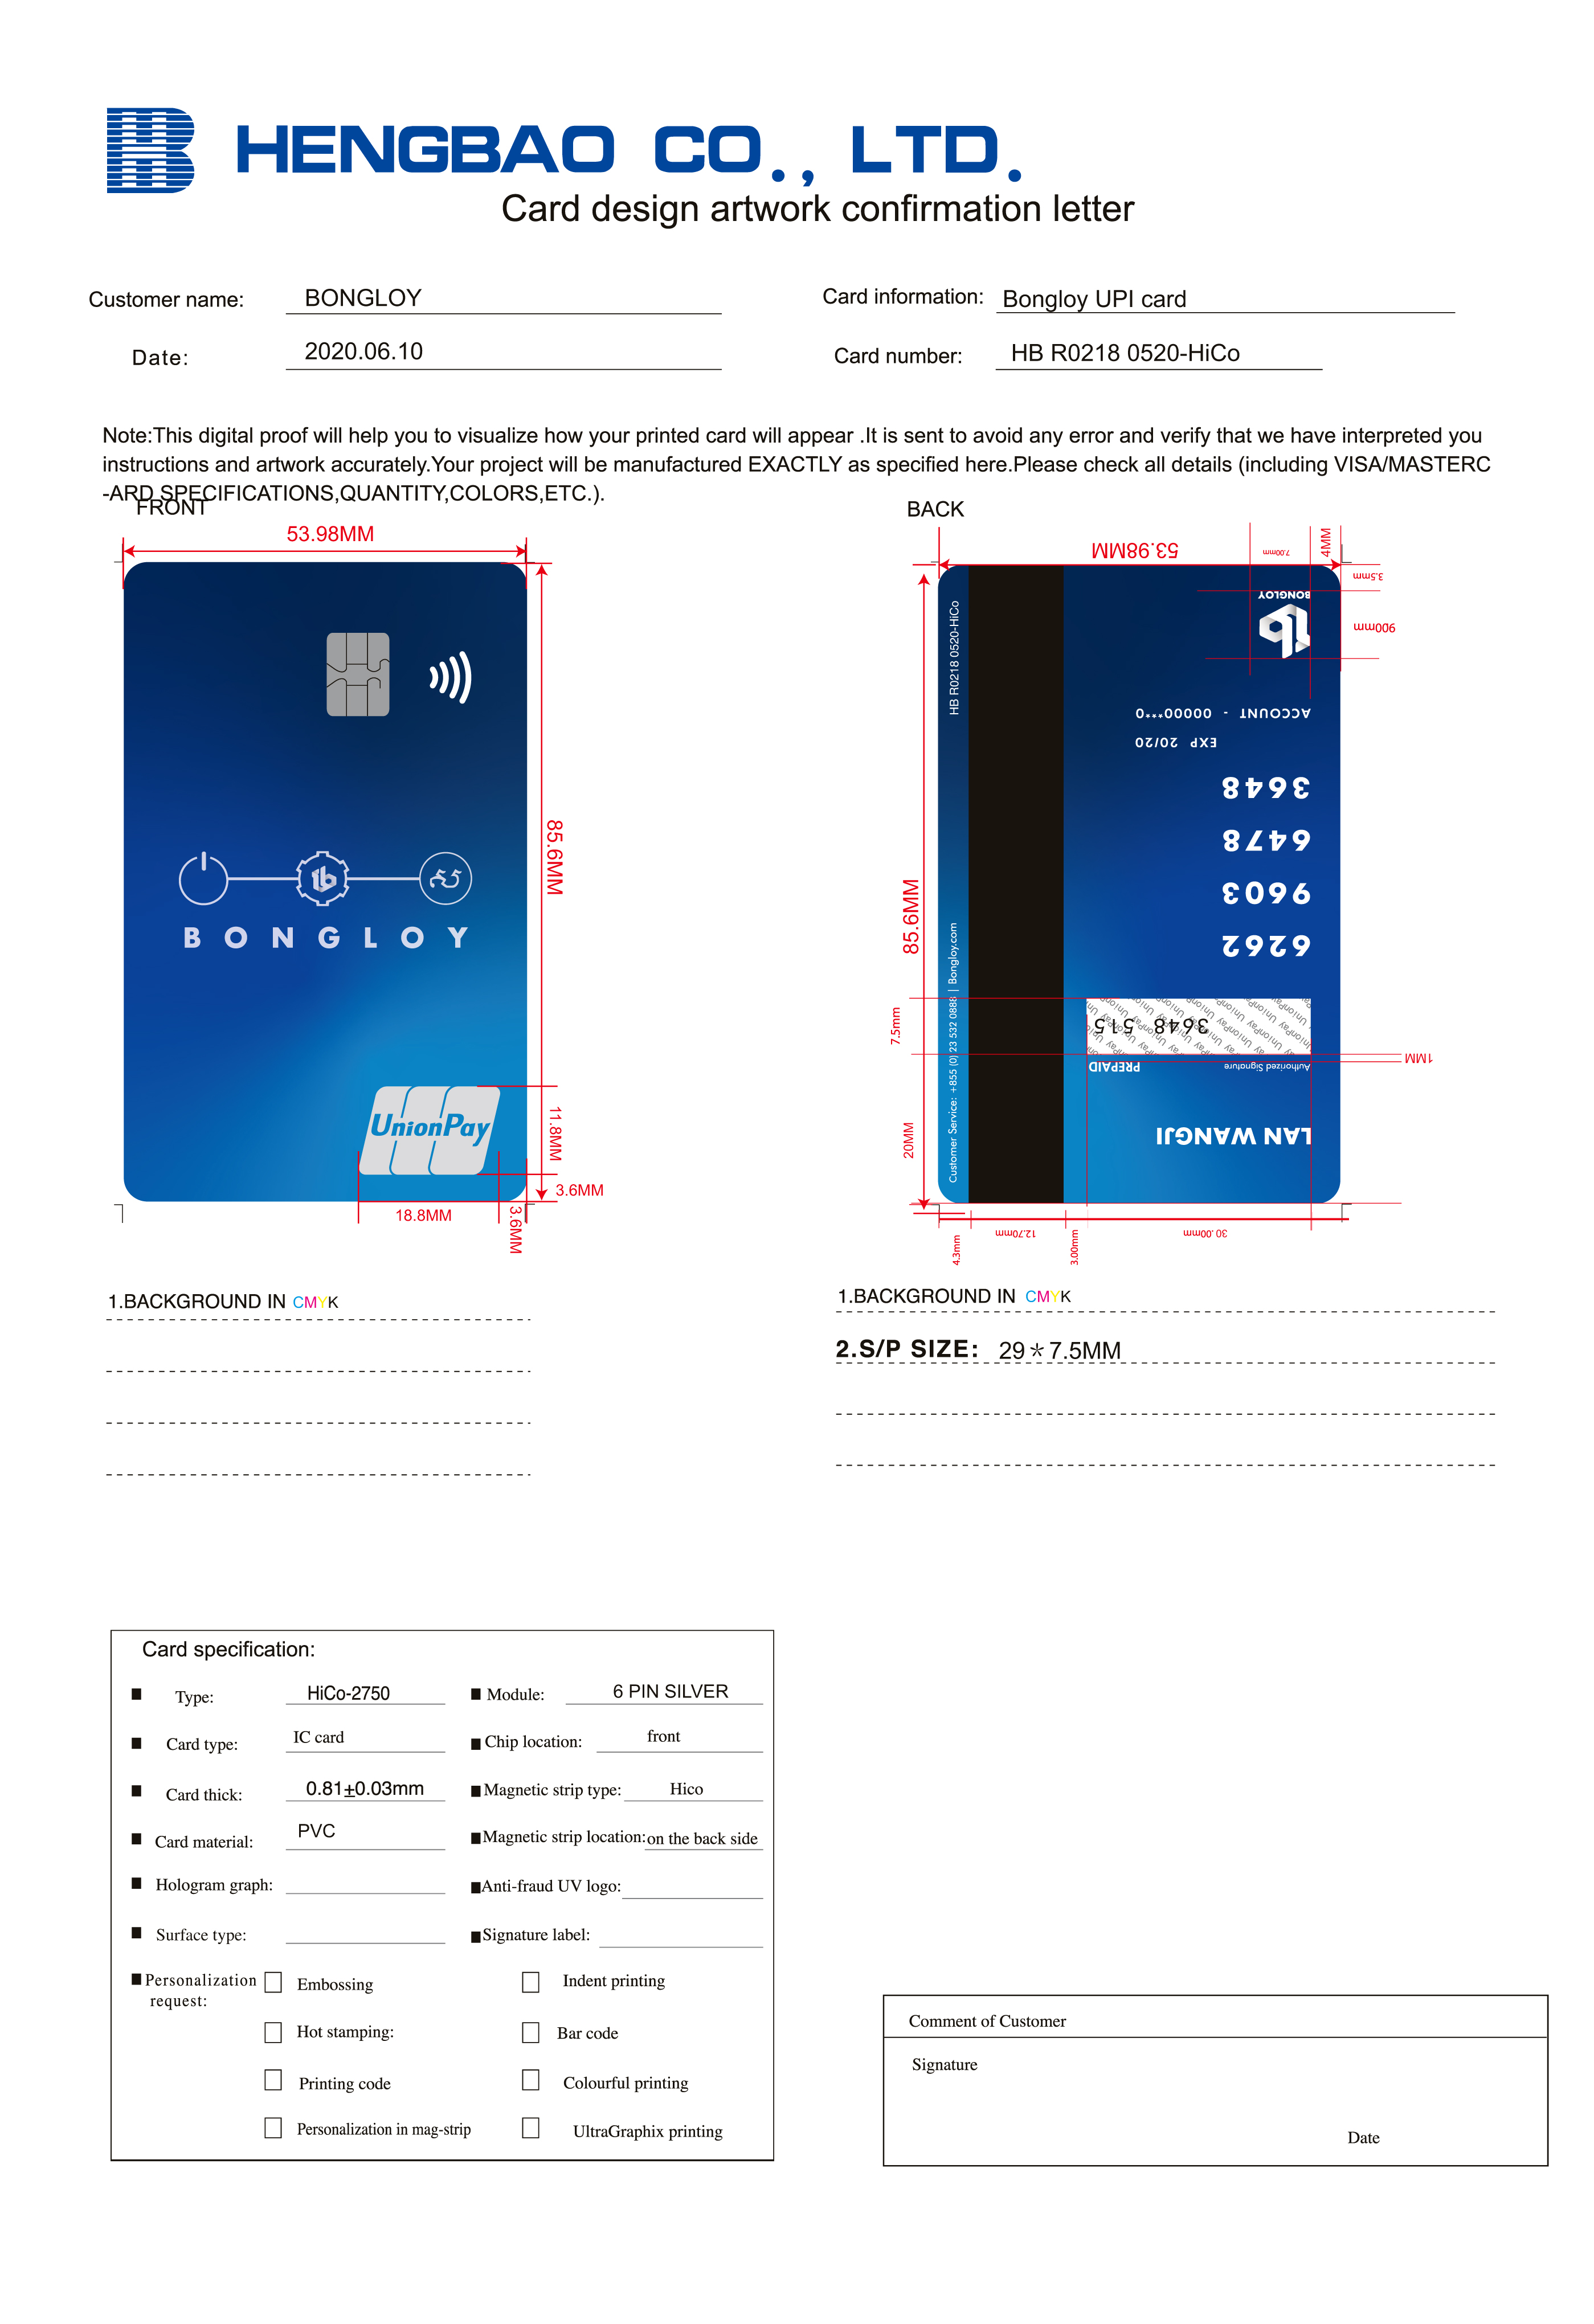 HENGBAO CO., LTD.
Card design artwork confirmation letter
Customer name: BONGLOY
Card information: Bongloy UPI card
Date: 2020.06.10
Card number: HB R0218 0520-HiCo
Note:This digital proof will help you to visualize how your printed card will appear .It is sent to avoid any error and verify that we have interpreted you
instructions and artwork accurately.Your project will be manufactured EXACTLY as specified here.Please check all details (including VISA/MASTERC
-ARD SPECIFICATIONS,QUANTITY,COLORS,ETC.).
FRONT
53.98MM
85.6MM
BONGLOY
UnionPay
11.8MM
3.6MM
18.8MM
3.6MM
BACK
53.98MM
7.00mm
4MM
3.5mm
900mm
BONGLOY
HB R0218 0520-HiCo
ACCOUNT - 00000***0
EXP 20/20
3648
6478
9603
6262
85.6MM
7.5mm
20MM
3648 515
1MM
Authorized Signature
PREPAID
LAN WANGJI
Customer Service: +855 (0) 23 532 0888 | Bongloy.com
4.3mm
12.70mm
3.00mm
30.00mm
1.BACKGROUND IN CMYK
1.BACKGROUND IN CMYK
2.S/P SIZE: 29*7.5MM
Card specification:
Type: HiCo-2750
Module: 6 PIN SILVER
Card type: IC card
Chip location: front
Card thick: 0.81±0.03mm
Magnetic strip type: Hico
Card material: PVC
Magnetic strip location: on the back side
Hologram graph:
Anti-fraud UV logo:
Surface type:
Signature label:
Personalization
request:
Embossing
Indent printing
Hot stamping:
Bar code
Printing code
Colourful printing
Personalization in mag-strip
UltraGraphix printing
Comment of Customer
Signature
Date